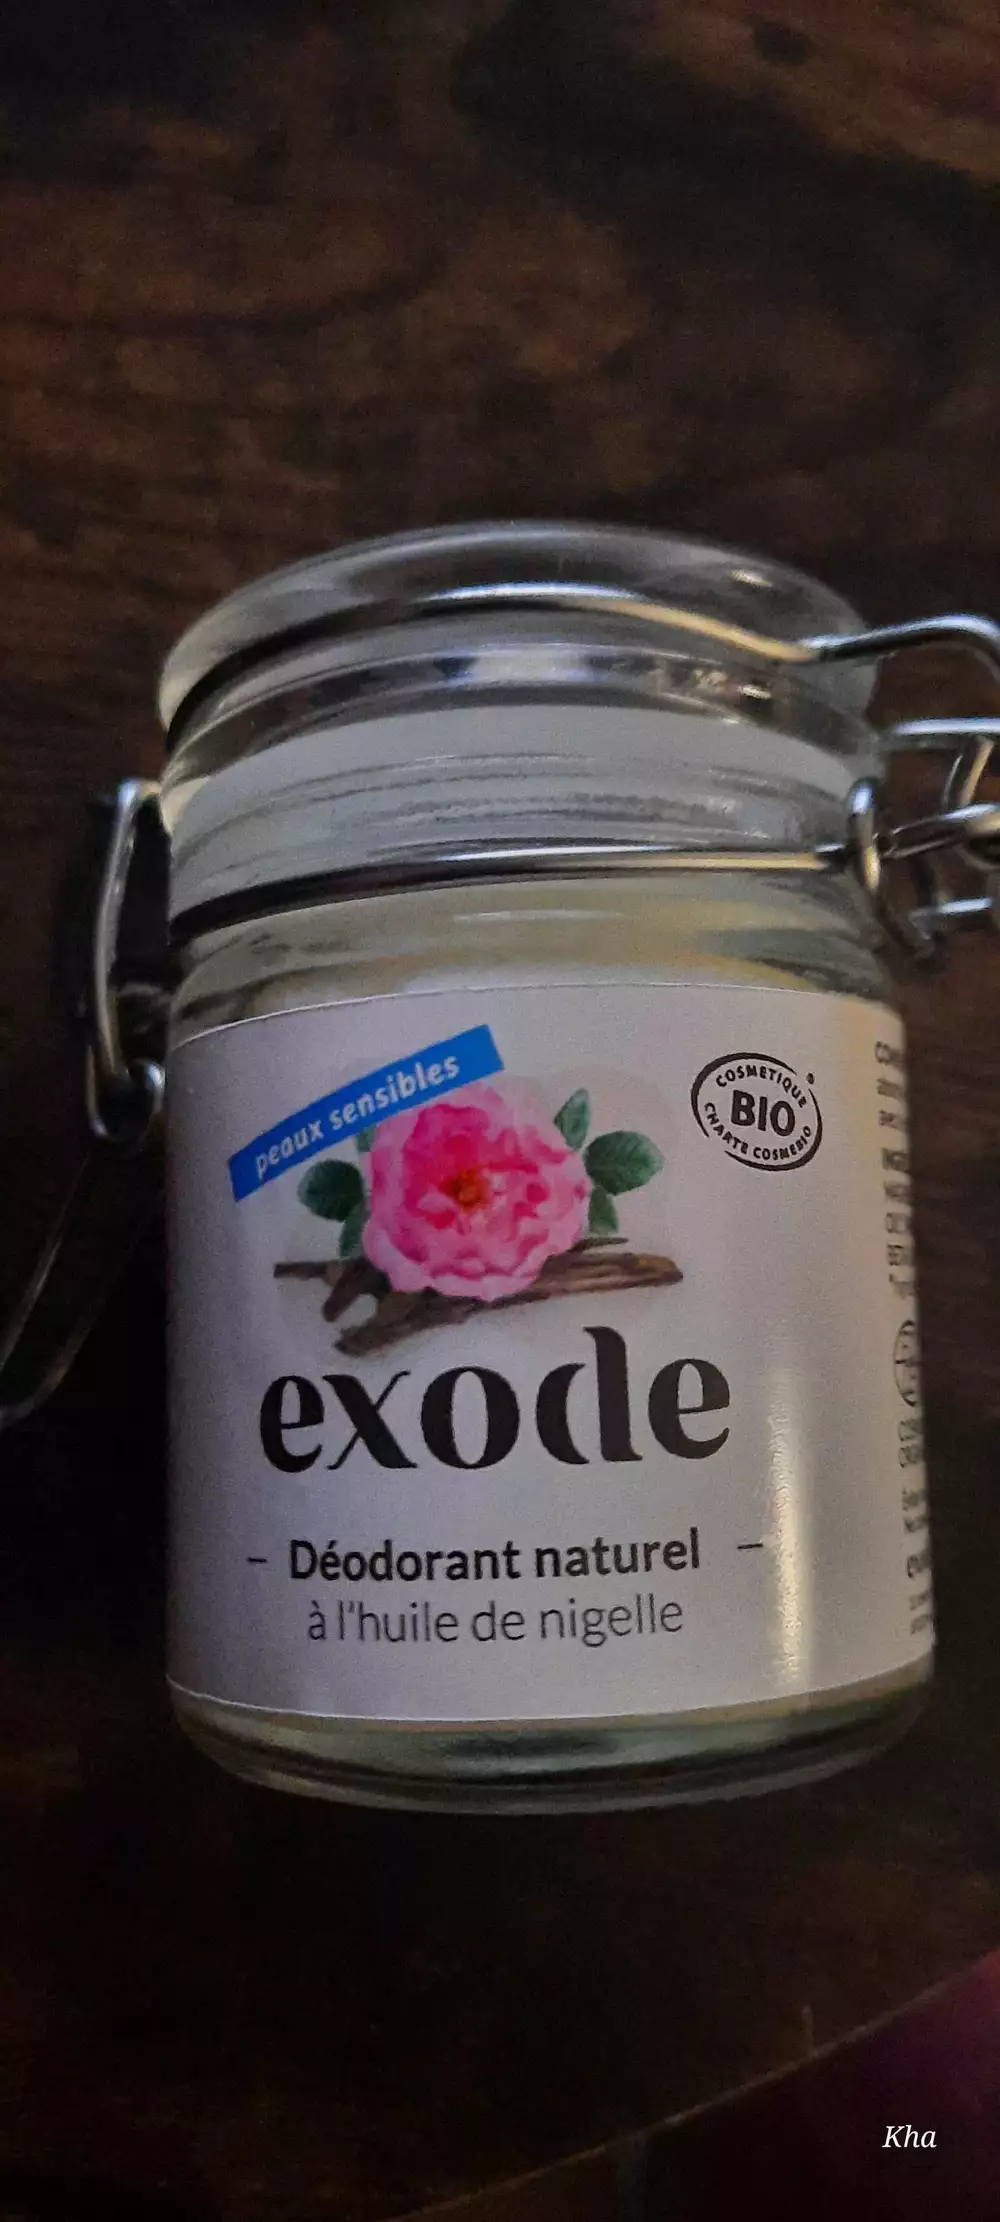 peaux sensibles
COSMETIQUE
BIO
CHARTE COSMEBIO
exode
- Déodorant naturel -
à l'huile de nigelle
Kha